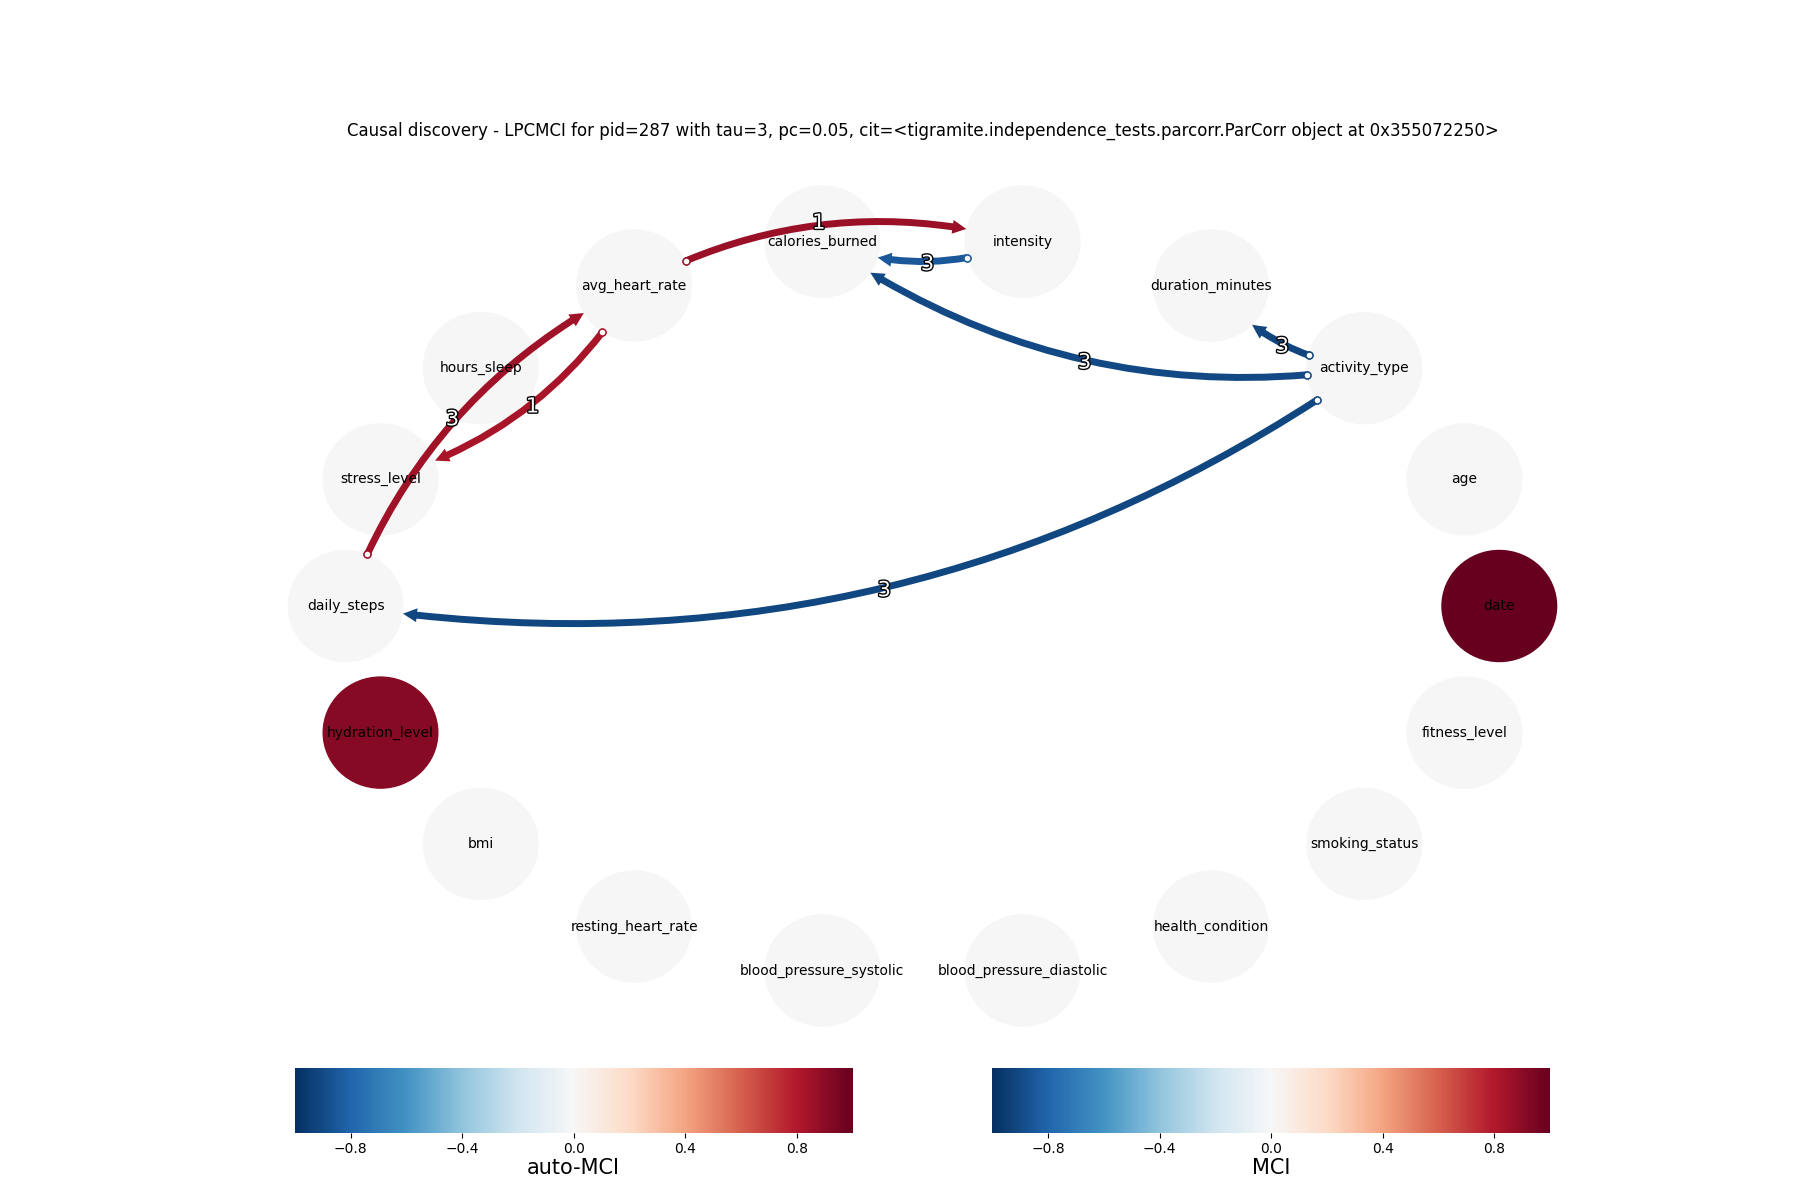 Causal discovery - LPCMCI for pid=287 with tau=3, pc=0.05, cit=<tigramite.independence_tests.parcorr.ParCorr object at 0x355072250>
1
calories_burned
intensity
3
avg_heart_rate
duration_minutes
3
3
hours_sleep
activity_type
3
1
stress_level
age
3
daily_steps
date
hydration_level
fitness_level
bmi
smoking_status
resting_heart_rate
health_condition
blood_pressure_systolic
blood_pressure_diastolic
−0.8 −0.4 0.0 0.4 0.8
auto-MCI
−0.8 −0.4 0.0 0.4 0.8
MCI